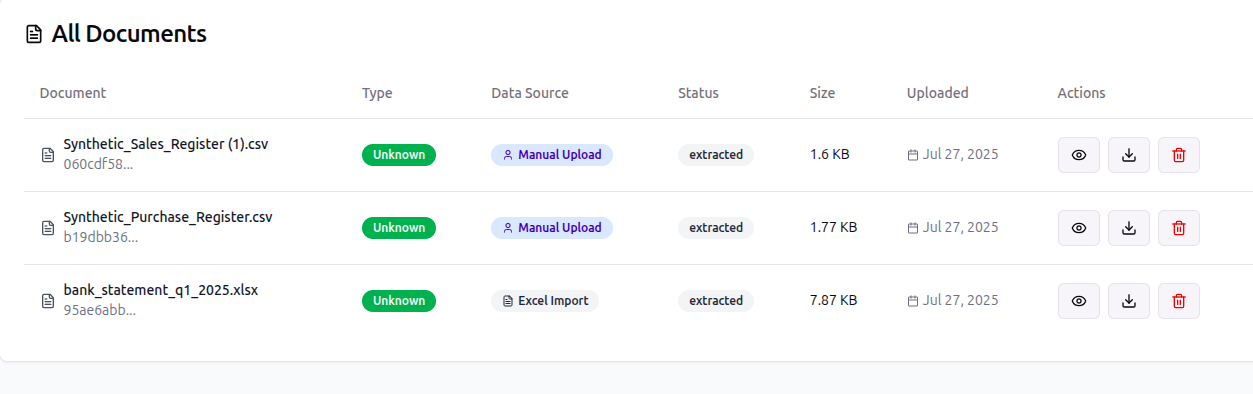 All Documents
Document Type Data Source Status Size Uploaded Actions
Synthetic_Sales_Register (1).csv
060cdf58...
Unknown Manual Upload extracted 1.6 KB Jul 27, 2025
Synthetic_Purchase_Register.csv
b19dbb36...
Unknown Manual Upload extracted 1.77 KB Jul 27, 2025
bank_statement_q1_2025.xlsx
95ae6abb...
Unknown Excel Import extracted 7.87 KB Jul 27, 2025